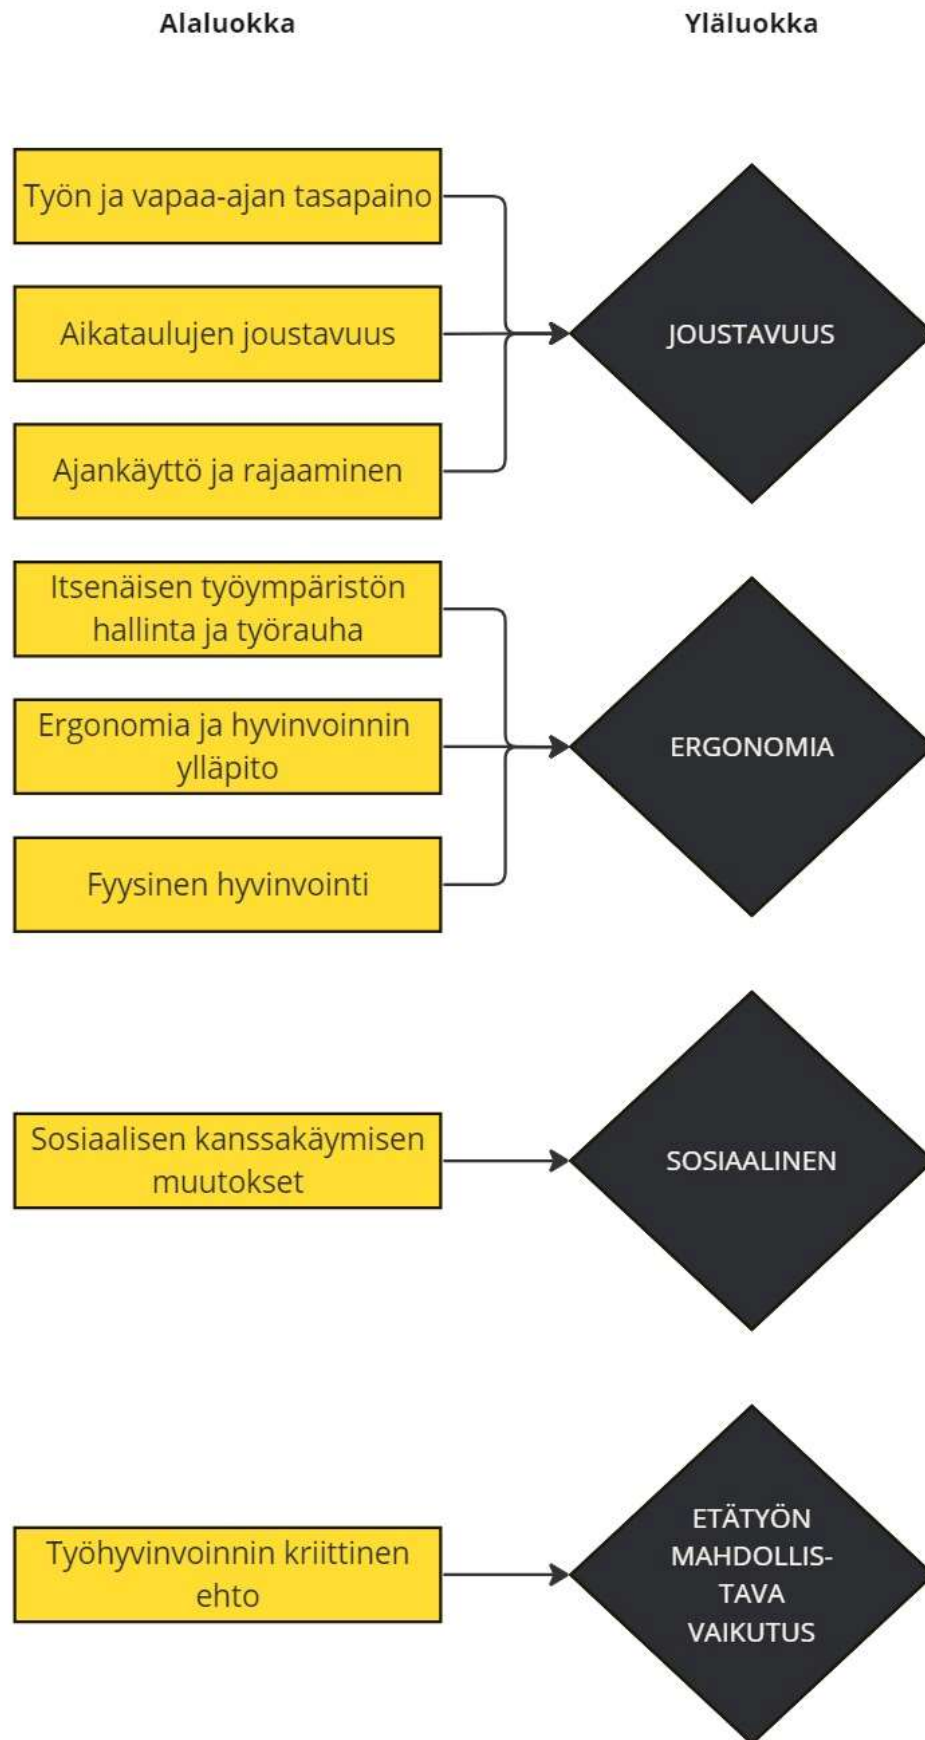 Alaluokka
Yläluokka
Työn ja vapaa-ajan tasapaino
Aikataulujen joustavuus
Ajankäyttö ja rajaaminen
JOUSTAVUUS
Itsenäisen työympäristön
hallinta ja työrauha
Ergonomia ja hyvinvoinnin
ylläpito
Fyysinen hyvinvointi
ERGONOMIA
Sosiaalisen kanssakäymisen
muutokset
SOSIAALINEN
Työhyvinvoinnin kriittinen
ehto
ETÄTYÖN
MAHDOLLIS-
TAVA
VAIKUTUS